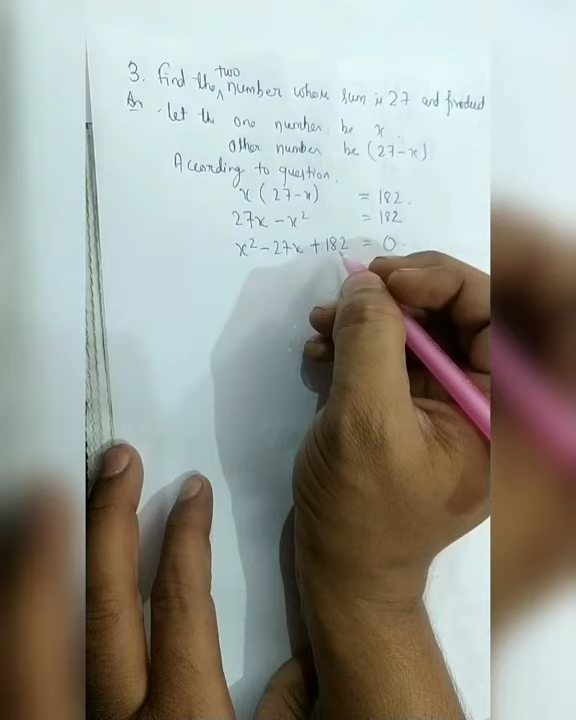 3. Find the two number whose sum is 27 and product
An. let the one number be x.
other number be (27-x)
According to question.
x(27-x) = 182.
27x - x² = 182
x² - 27x + 182 = 0.